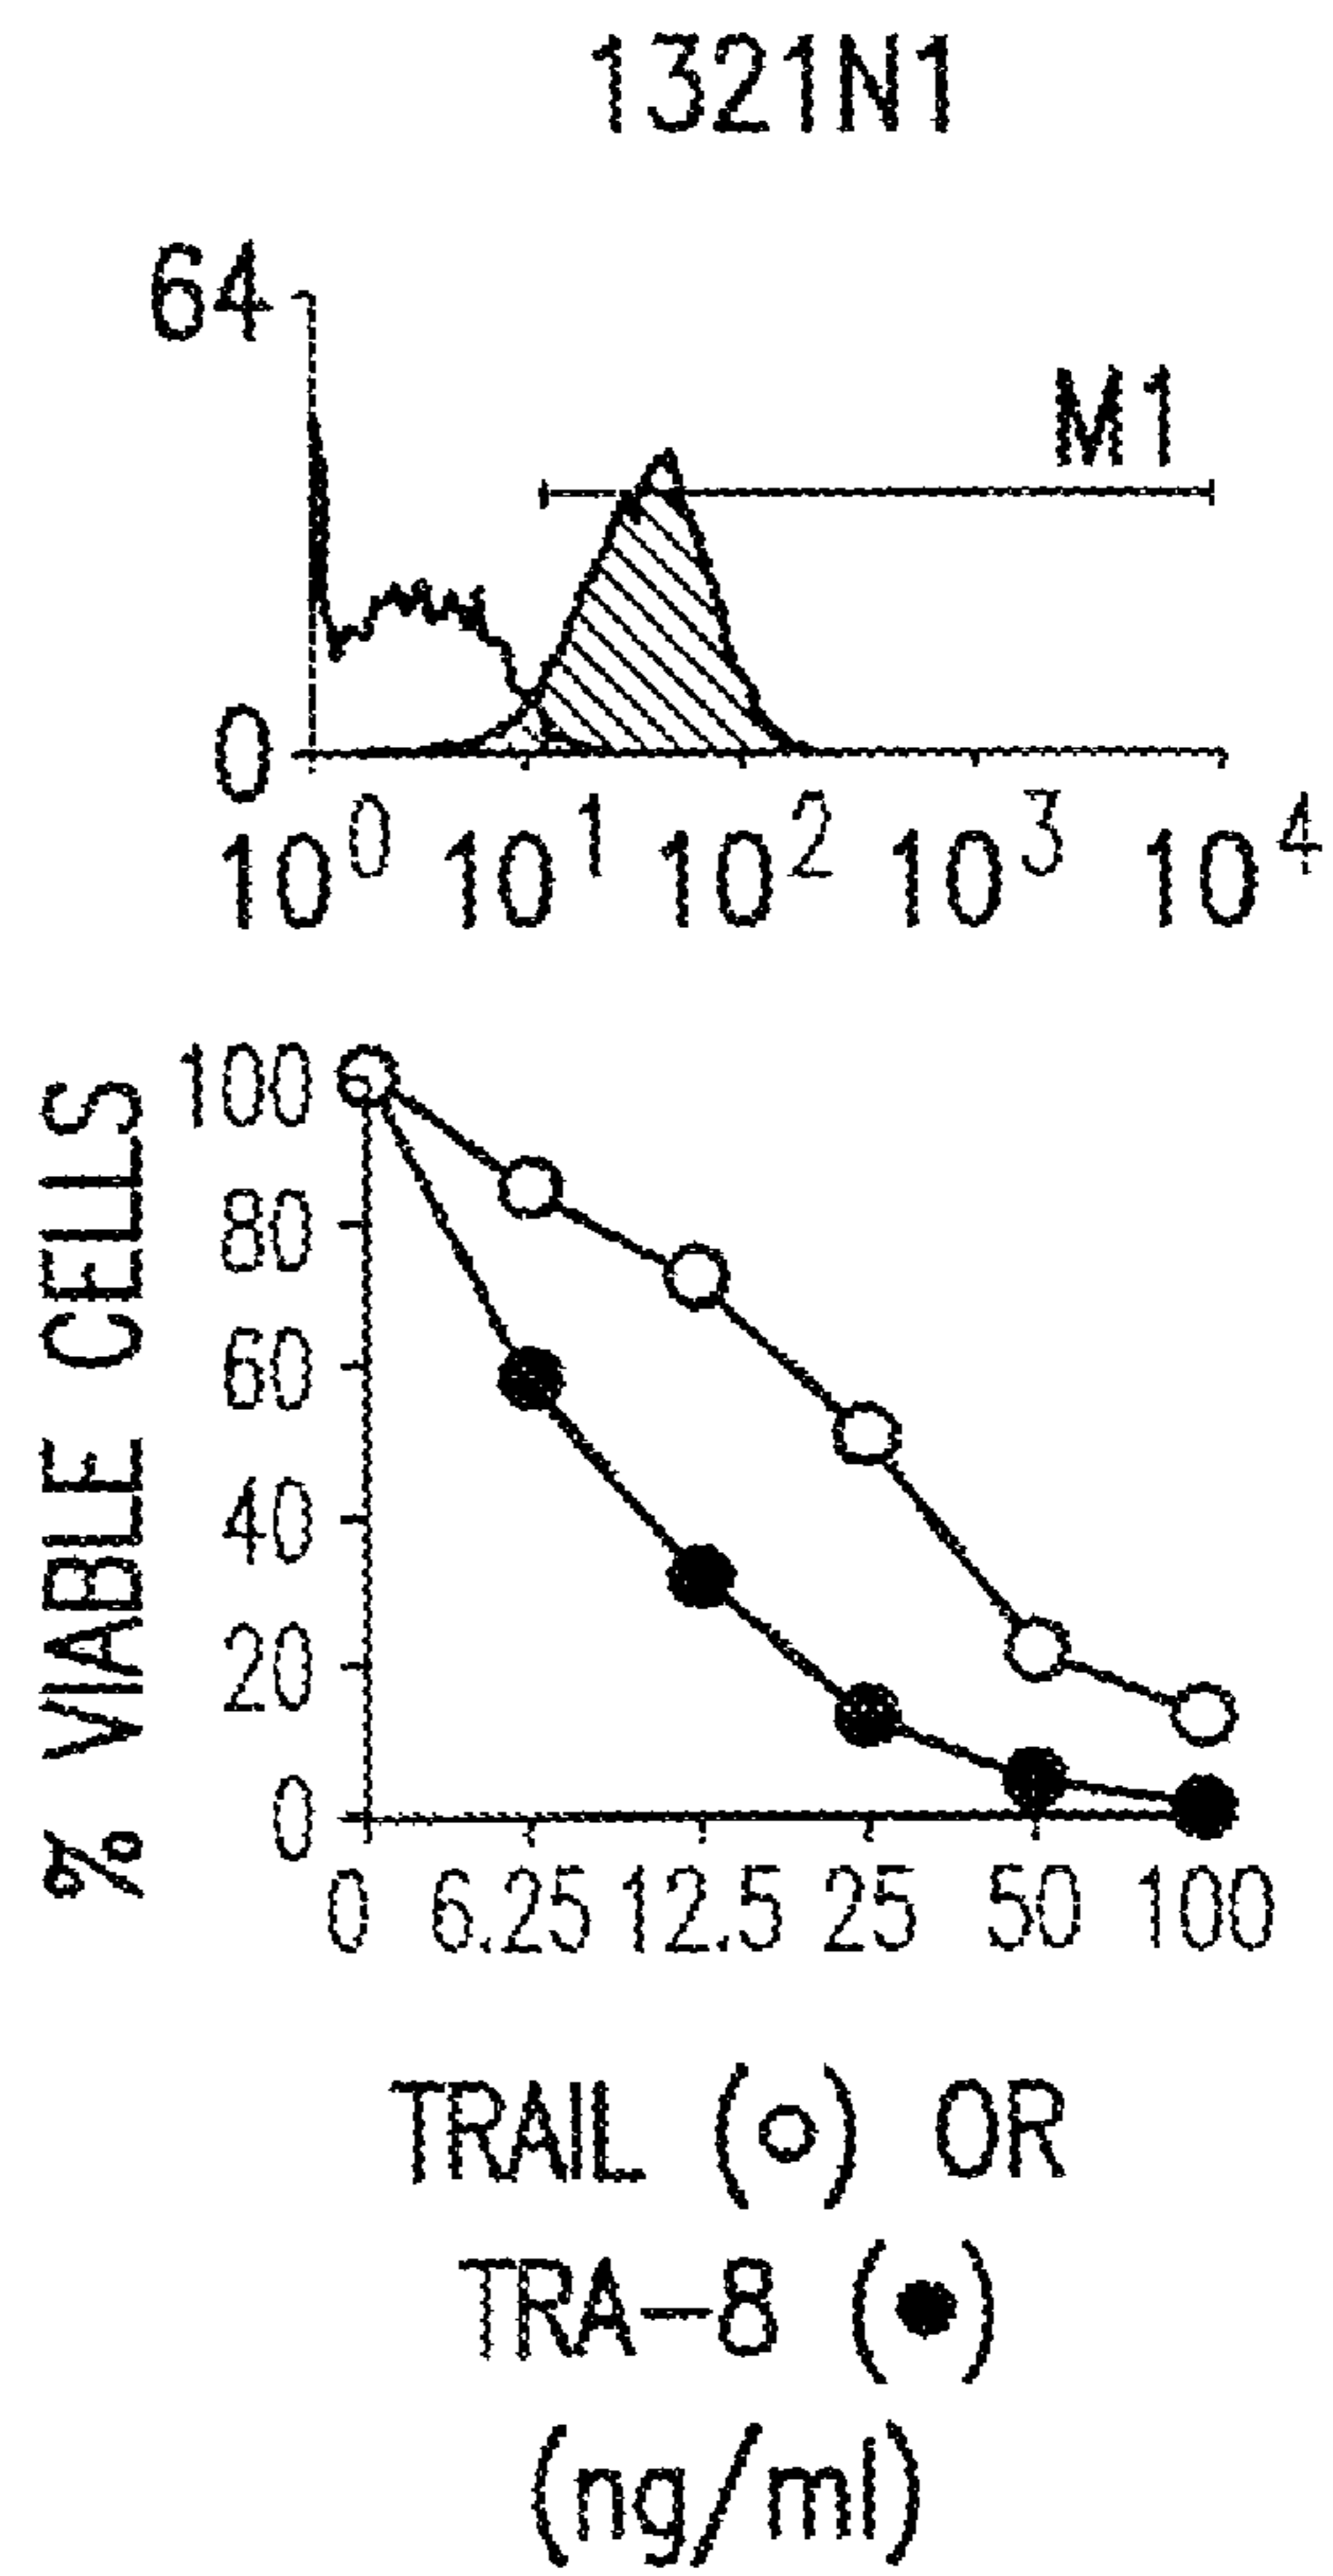 1321N1
64
M1
0
10^0 10^1 10^2 10^3 10^4
% VIABLE CELLS
100
80
60
40
20
0
0 6.25 12.5 25 50 100
TRAIL (○) OR
TRA-8 (●)
(ng/ml)